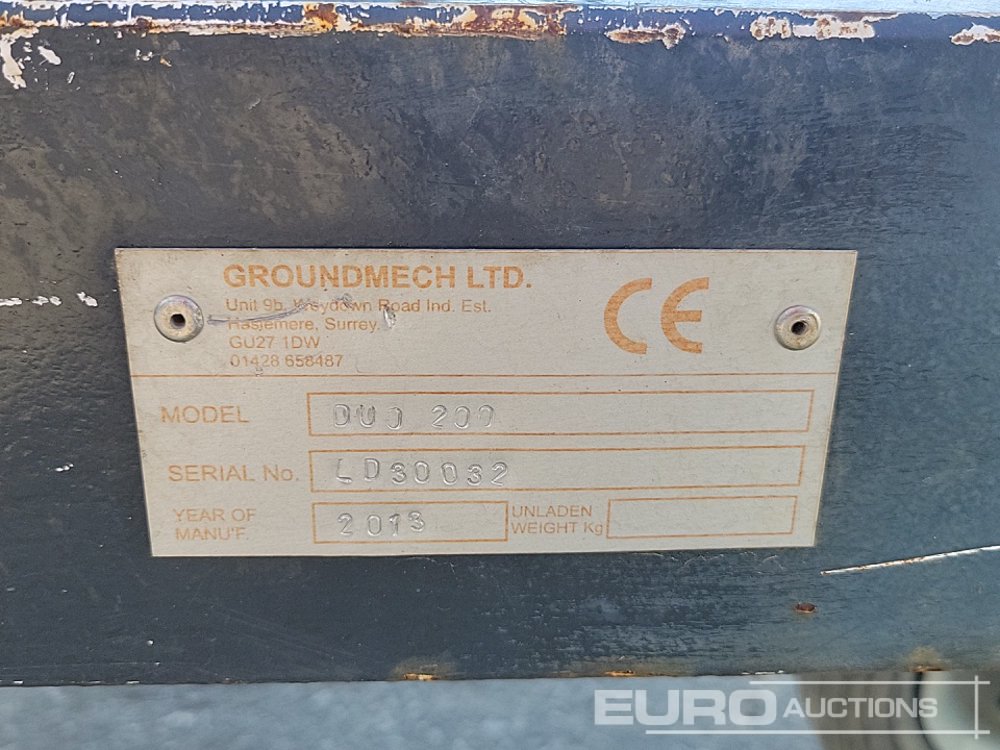 GROUNDMECH LTD.
Unit 9b, Weydown Road Ind. Est.
Haslemere, Surrey.
GU27 1DW
01428 658487
CE
MODEL DUO 200
SERIAL No. LD30032
YEAR OF MANU'F. 2013 UNLADEN WEIGHT Kg
EURO AUCTIONS